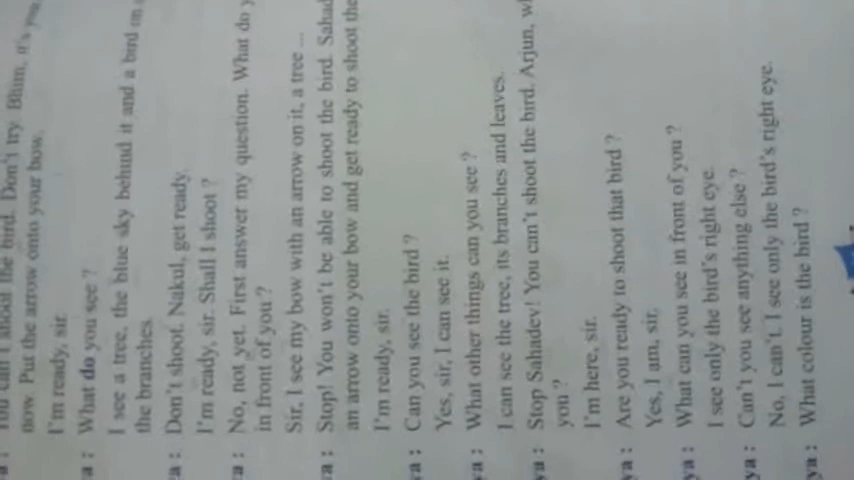 can't shoot the bird. Don't try. Bhim, it's you
now. Put the arrow onto your bow.
I'm ready, sir.
a : What do you see ?
I see a tree, the blue sky behind it and a bird on
the branches.
a : Don't shoot. Nakul, get ready.
I'm ready, sir. Shall I shoot ?
a : No, not yet. First answer my question. What do y
in front of you ?
Sir, I see my bow with an arrow on it, a tree ...
ra : Stop! You won't be able to shoot the bird. Sahad
an arrow onto your bow and get ready to shoot the
I'm ready, sir.
ya : Can you see the bird ?
Yes, sir, I can see it.
ya : What other things can you see ?
I can see the tree, its branches and leaves.
ya : Stop Sahadev! You can't shoot the bird. Arjun, wh
you ?
I'm here, sir.
ya : Are you ready to shoot that bird ?
Yes, I am, sir.
ya : What can you see in front of you ?
I see only the bird's right eye.
ya : Can't you see anything else ?
No, I can't. I see only the bird's right eye.
ya : What colour is the bird ?